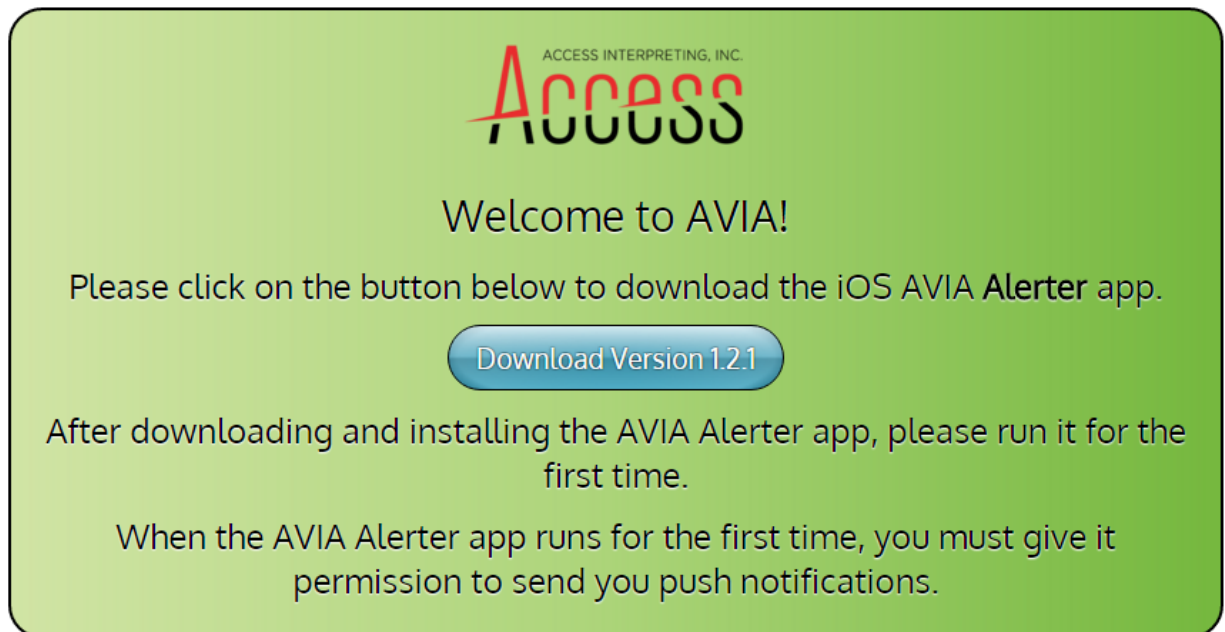 ACCESS INTERPRETING, INC.
Access
Welcome to AVIA!
Please click on the button below to download the iOS AVIA Alerter app.
Download Version 1.2.1
After downloading and installing the AVIA Alerter app, please run it for the
first time.
When the AVIA Alerter app runs for the first time, you must give it
permission to send you push notifications.